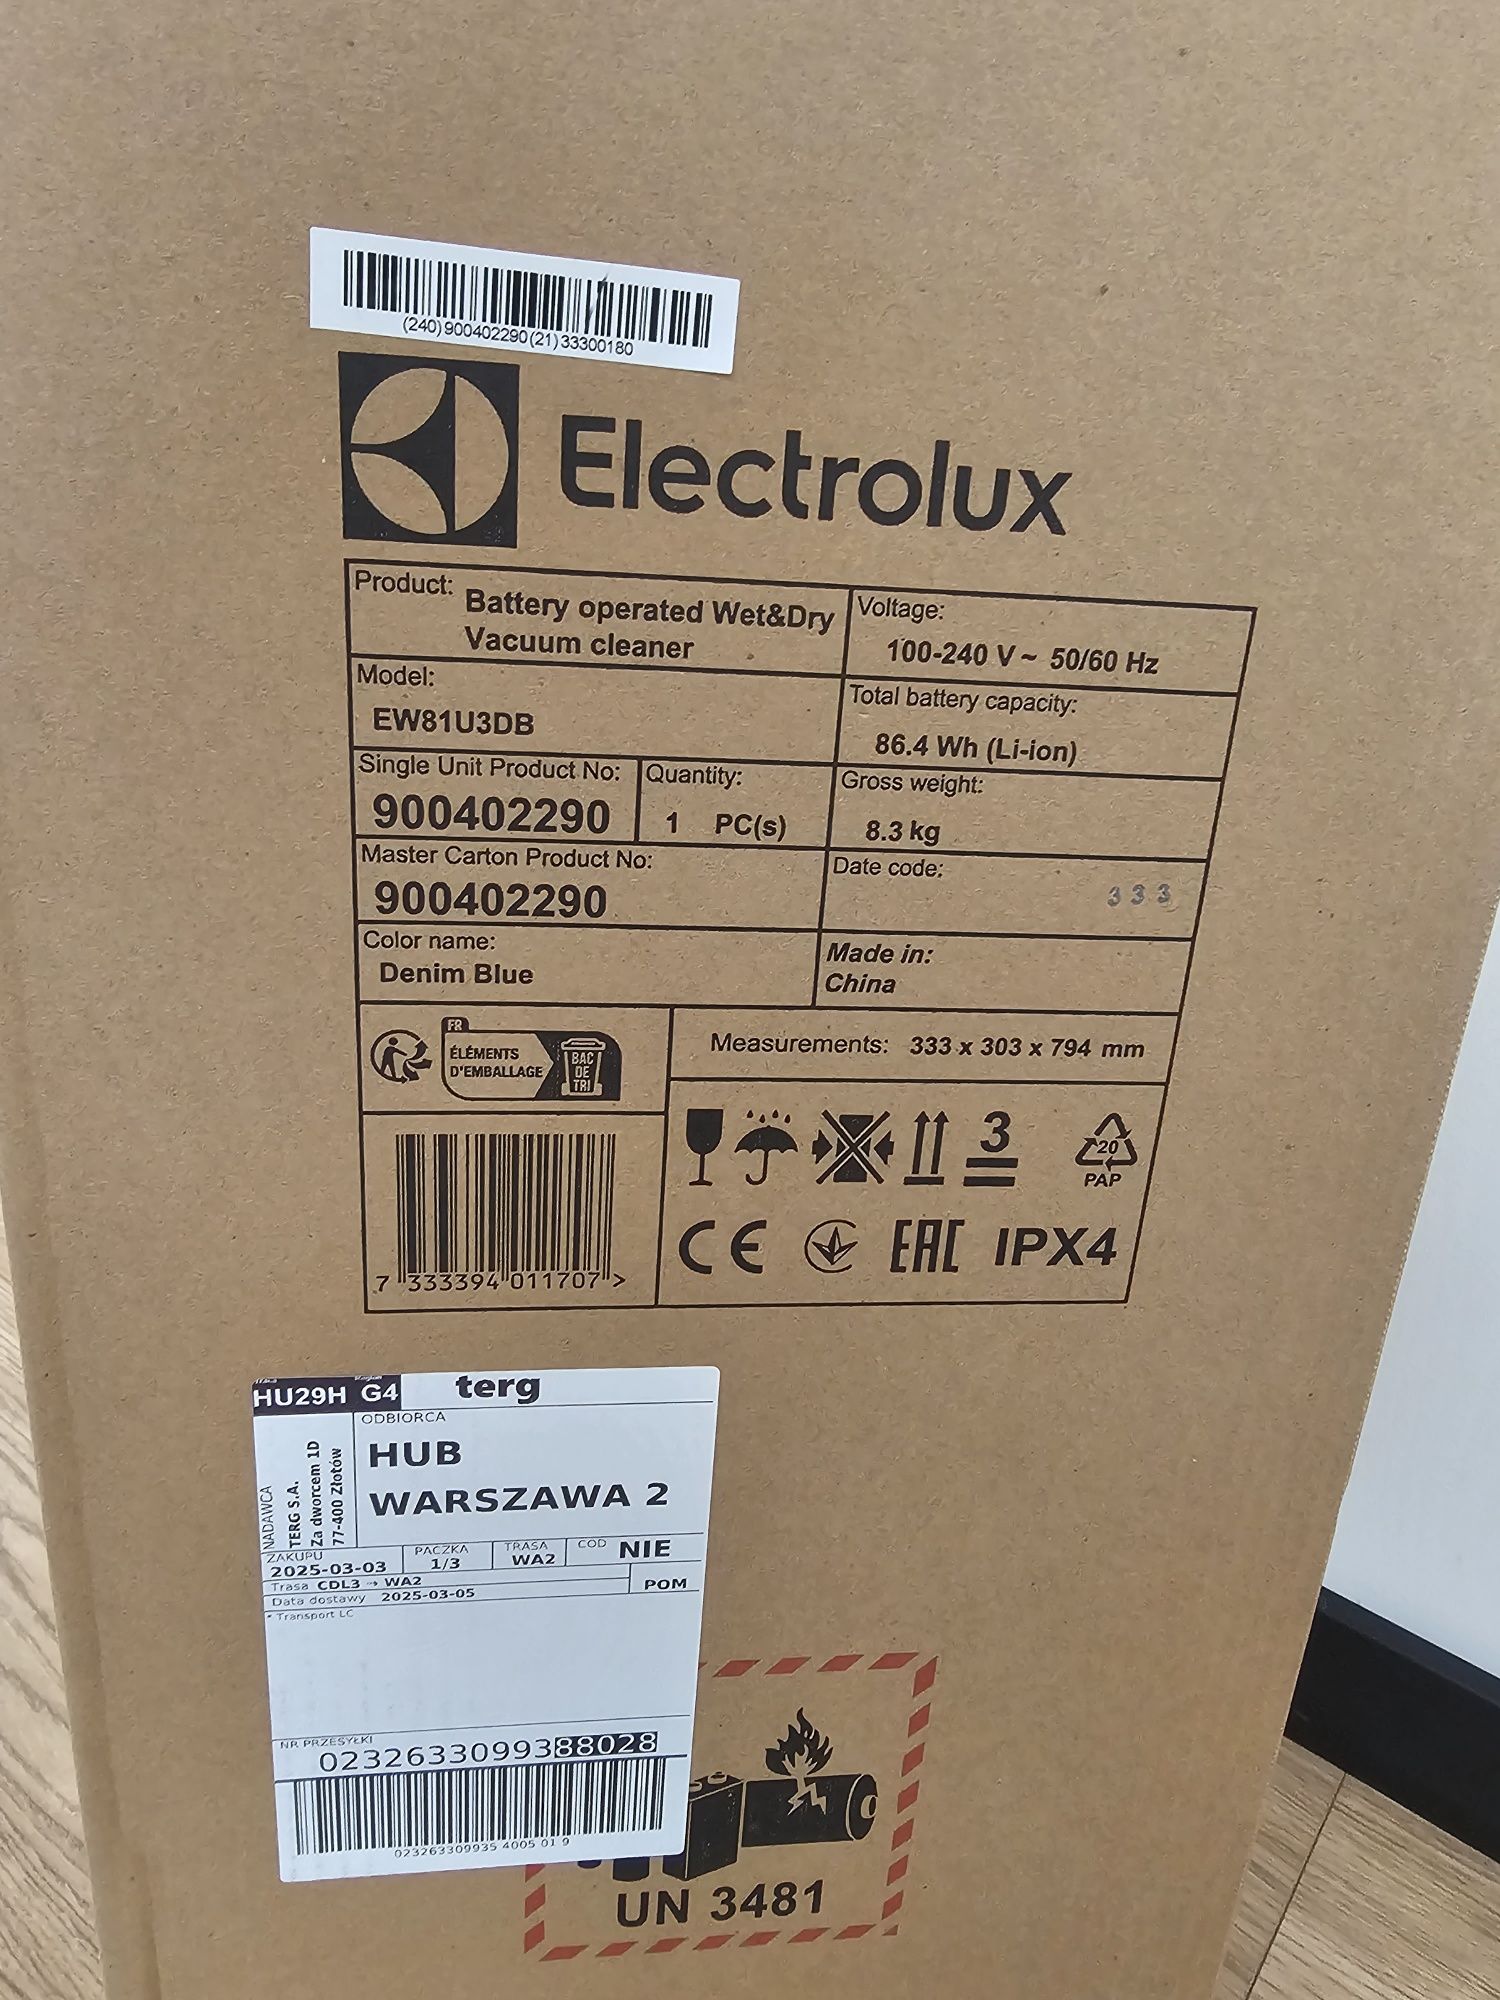 (240)900402290(21)33300180
Electrolux
Product: Battery operated Wet&Dry
Vacuum cleaner
Voltage:
100-240 V ~ 50/60 Hz
Model:
EW81U3DB
Total battery capacity:
86.4 Wh (Li-ion)
Single Unit Product No:
900402290
Quantity:
1 PC(s)
Gross weight:
8.3 kg
Master Carton Product No:
900402290
Date code:
333
Color name:
Denim Blue
Made in:
China
FR
ÉLÉMENTS
D'EMBALLAGE
BAC
DE
TRI
Measurements: 333 x 303 x 794 mm
3
20
PAP
7 333394 011707 >
CE EAC IPX4
HU29H G4 terg
ODBIORCA
HUB
WARSZAWA 2
NADAWCA
TERG S.A.
Za dworcem 1D
77-400 Złotów
ZAKUPU
2025-03-03
PACZKA
1/3
TRASA
WA2
COD NIE
Trasa CDL3 → WA2
POM
Data dostawy 2025-03-05
* Transport LC
NR PRZESYŁKI
0232633099388028
023263309935 4005 01 9
UN 3481